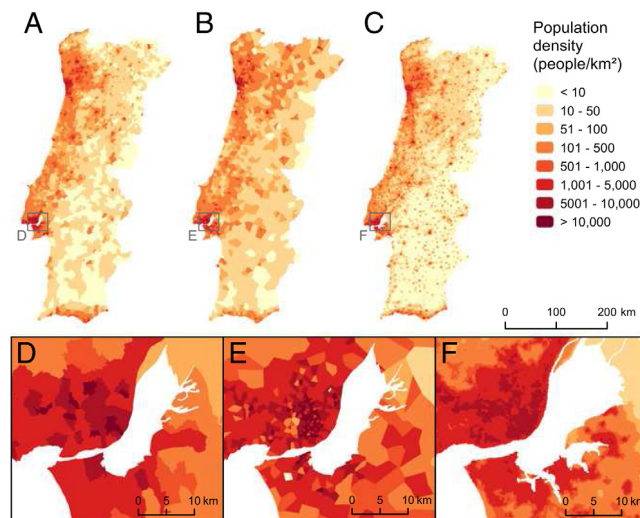 A
B
C
Population
density
(people/km²)
< 10
10 - 50
51 - 100
101 - 500
501 - 1,000
1,001 - 5,000
5001 - 10,000
> 10,000
D
E
F
0 100 200 km
D
E
F
0 5 10 km
0 5 10 km
0 5 10 km